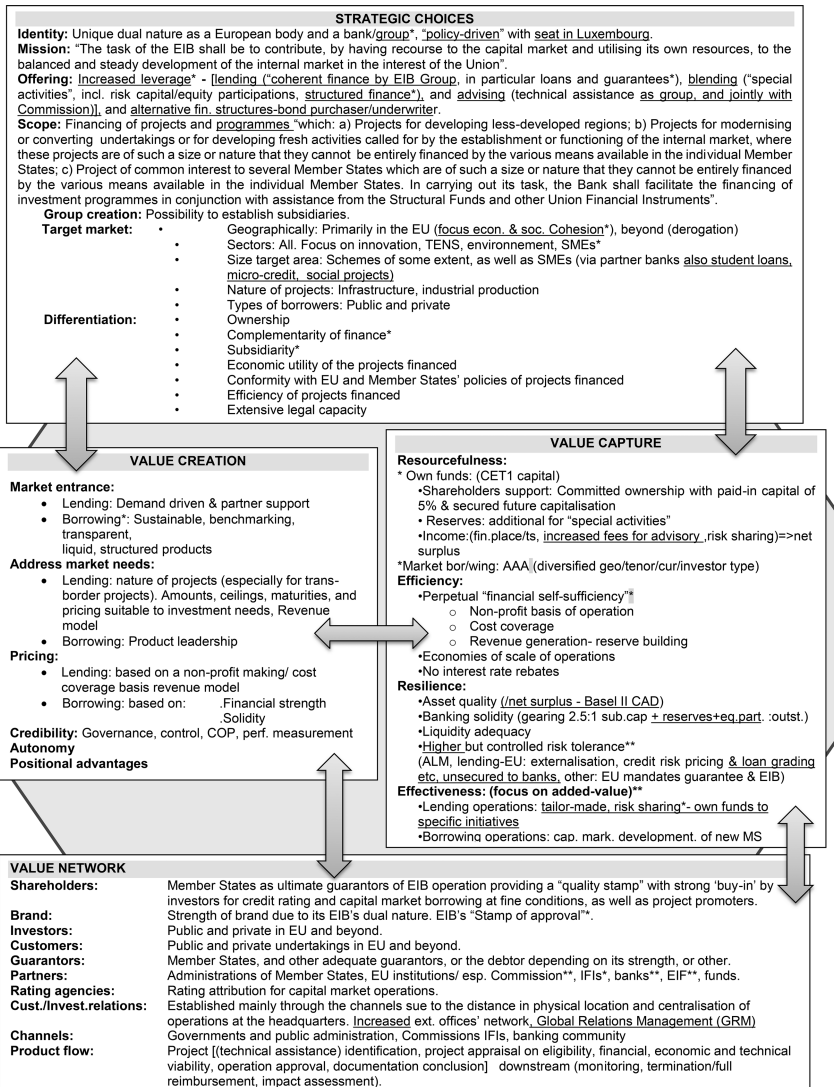 STRATEGIC CHOICES
Identity: Unique dual nature as a European body and a bank/group*, "policy-driven" with seat in Luxembourg.
Mission: "The task of the EIB shall be to contribute, by having recourse to the capital market and utilising its own resources, to the
balanced and steady development of the internal market in the interest of the Union".
Offering: Increased leverage* - [lending ("coherent finance by EIB Group, in particular loans and guarantees*), blending ("special
activities", incl. risk capital/equity participations, structured finance*), and advising (technical assistance as group, and jointly with
Commission)], and alternative fin. structures-bond purchaser/underwriter.
Scope: Financing of projects and programmes "which: a) Projects for developing less-developed regions; b) Projects for modernising
or converting undertakings or for developing fresh activities called for by the establishment or functioning of the internal market, where
these projects are of such a size or nature that they cannot be entirely financed by the various means available in the individual Member
States; c) Project of common interest to several Member States which are of such a size or nature that they cannot be entirely financed
by the various means available in the individual Member States. In carrying out its task, the Bank shall facilitate the financing of
investment programmes in conjunction with assistance from the Structural Funds and other Union Financial Instruments".
Group creation: Possibility to establish subsidiaries.
Target market: • Geographically: Primarily in the EU (focus econ. & soc. Cohesion*), beyond (derogation)
• Sectors: All. Focus on innovation, TENS, environnement, SMEs*
• Size target area: Schemes of some extent, as well as SMEs (via partner banks also student loans,
micro-credit, social projects)
• Nature of projects: Infrastructure, industrial production
• Types of borrowers: Public and private
Differentiation: • Ownership
• Complementarity of finance*
• Subsidiarity*
• Economic utility of the projects financed
• Conformity with EU and Member States' policies of projects financed
• Efficiency of projects financed
• Extensive legal capacity
VALUE CREATION
Market entrance:
• Lending: Demand driven & partner support
• Borrowing*: Sustainable, benchmarking,
transparent,
liquid, structured products
Address market needs:
• Lending: nature of projects (especially for trans-
border projects). Amounts, ceilings, maturities, and
pricing suitable to investment needs, Revenue
model
• Borrowing: Product leadership
Pricing:
• Lending: based on a non-profit making/ cost
coverage basis revenue model
• Borrowing: based on: .Financial strength
.Solidity
Credibility: Governance, control, COP, perf. measurement
Autonomy
Positional advantages
VALUE CAPTURE
Resourcefulness:
* Own funds: (CET1 capital)
•Shareholders support: Committed ownership with paid-in capital of
5% & secured future capitalisation
• Reserves: additional for "special activities"
•Income:(fin.place/ts, increased fees for advisory ,risk sharing)=>net
surplus
*Market bor/wing: AAA (diversified geo/tenor/cur/investor type)
Efficiency:
•Perpetual "financial self-sufficiency"*
○ Non-profit basis of operation
○ Cost coverage
○ Revenue generation- reserve building
•Economies of scale of operations
•No interest rate rebates
Resilience:
•Asset quality (/net surplus - Basel II CAD)
•Banking solidity (gearing 2.5:1 sub.cap + reserves+eq.part. :outst.)
•Liquidity adequacy
•Higher but controlled risk tolerance**
(ALM, lending-EU: externalisation, credit risk pricing & loan grading
etc, unsecured to banks, other: EU mandates guarantee & EIB)
Effectiveness: (focus on added-value)**
•Lending operations: tailor-made, risk sharing*- own funds to
specific initiatives
•Borrowing operations: cap. mark. development. of new MS
VALUE NETWORK
Shareholders: Member States as ultimate guarantors of EIB operation providing a "quality stamp" with strong 'buy-in' by
investors for credit rating and capital market borrowing at fine conditions, as well as project promoters.
Brand: Strength of brand due to its EIB's dual nature. EIB's "Stamp of approval"*.
Investors: Public and private in EU and beyond.
Customers: Public and private undertakings in EU and beyond.
Guarantors: Member States, and other adequate guarantors, or the debtor depending on its strength, or other.
Partners: Administrations of Member States, EU institutions/ esp. Commission**, IFIs*, banks**, EIF**, funds.
Rating agencies: Rating attribution for capital market operations.
Cust./Invest.relations: Established mainly through the channels sue to the distance in physical location and centralisation of
operations at the headquarters. Increased ext. offices' network, Global Relations Management (GRM)
Channels: Governments and public administration, Commissions IFIs, banking community
Product flow: Project [(technical assistance) identification, project appraisal on eligibility, financial, economic and technical
viability, operation approval, documentation conclusion] downstream (monitoring, termination/full
reimbursement, impact assessment).